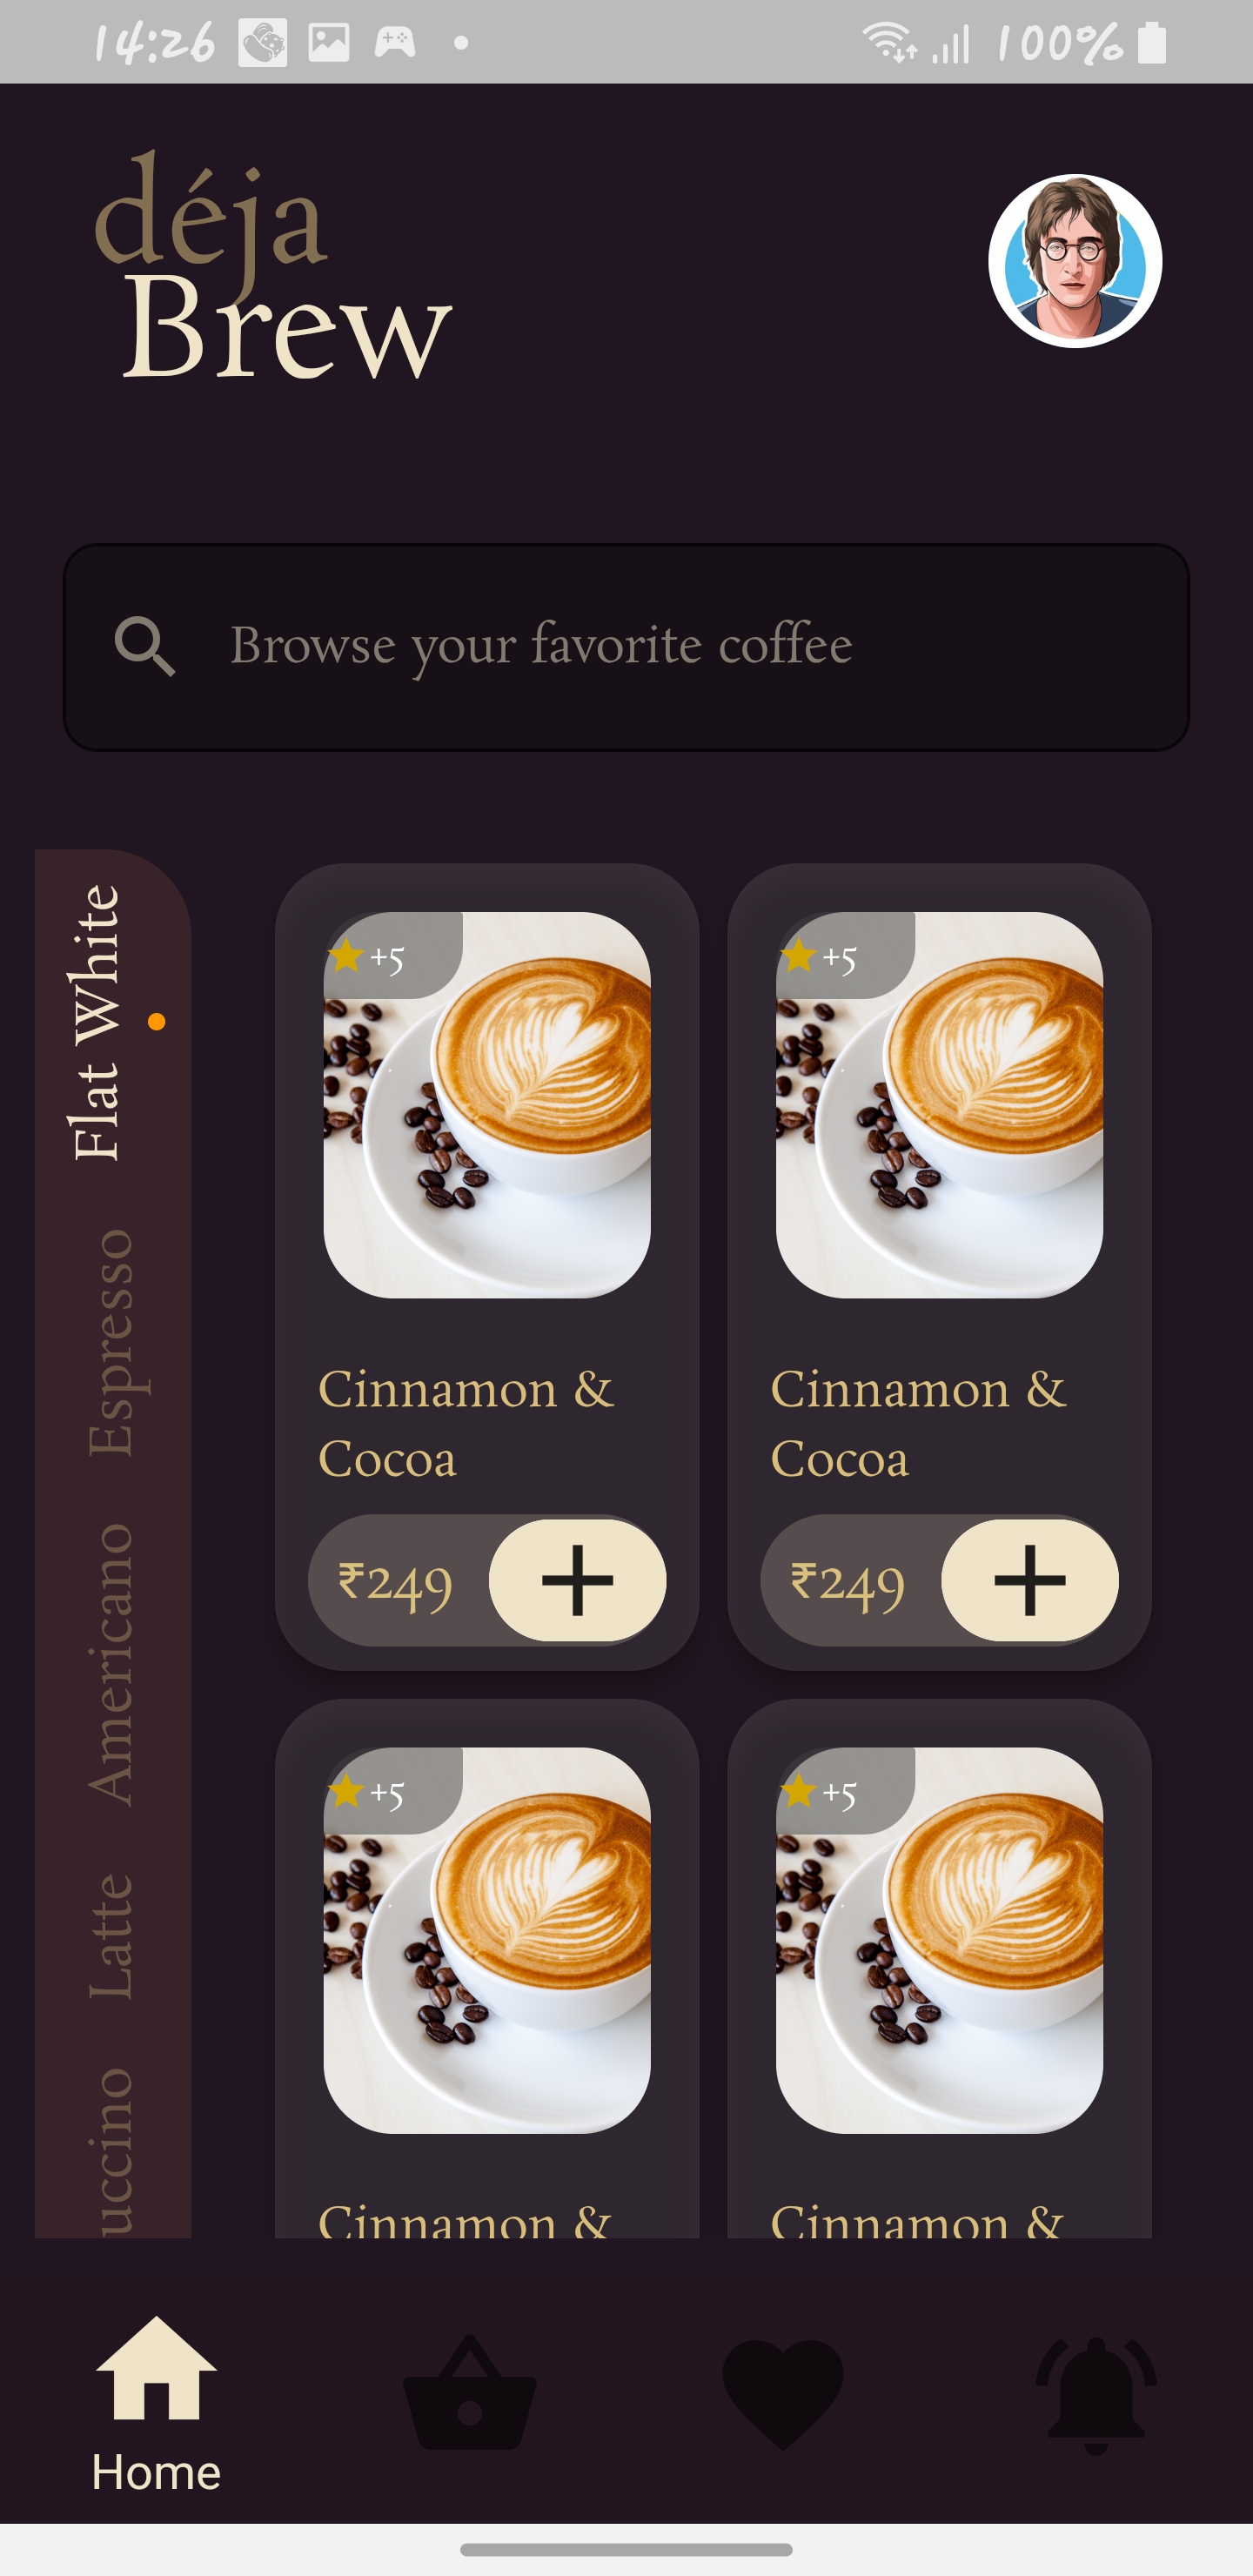 14:26
100%
déja
Brew
Browse your favorite coffee
Flat White
Espresso
Americano
Latte
uccino
+5
+5
Cinnamon &
Cocoa
Cinnamon &
Cocoa
₹249
₹249
+5
+5
Cinnamon &
Cinnamon &
Home